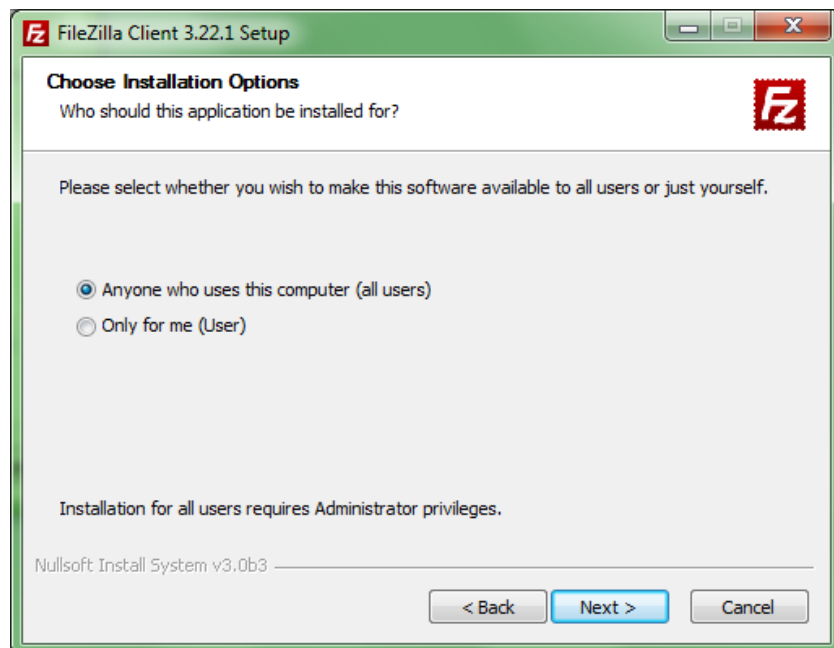 FileZilla Client 3.22.1 Setup
Choose Installation Options
Who should this application be installed for?
Fz
Please select whether you wish to make this software available to all users or just yourself.
Anyone who uses this computer (all users)
Only for me (User)
Installation for all users requires Administrator privileges.
Nullsoft Install System v3.0b3
< Back Next > Cancel